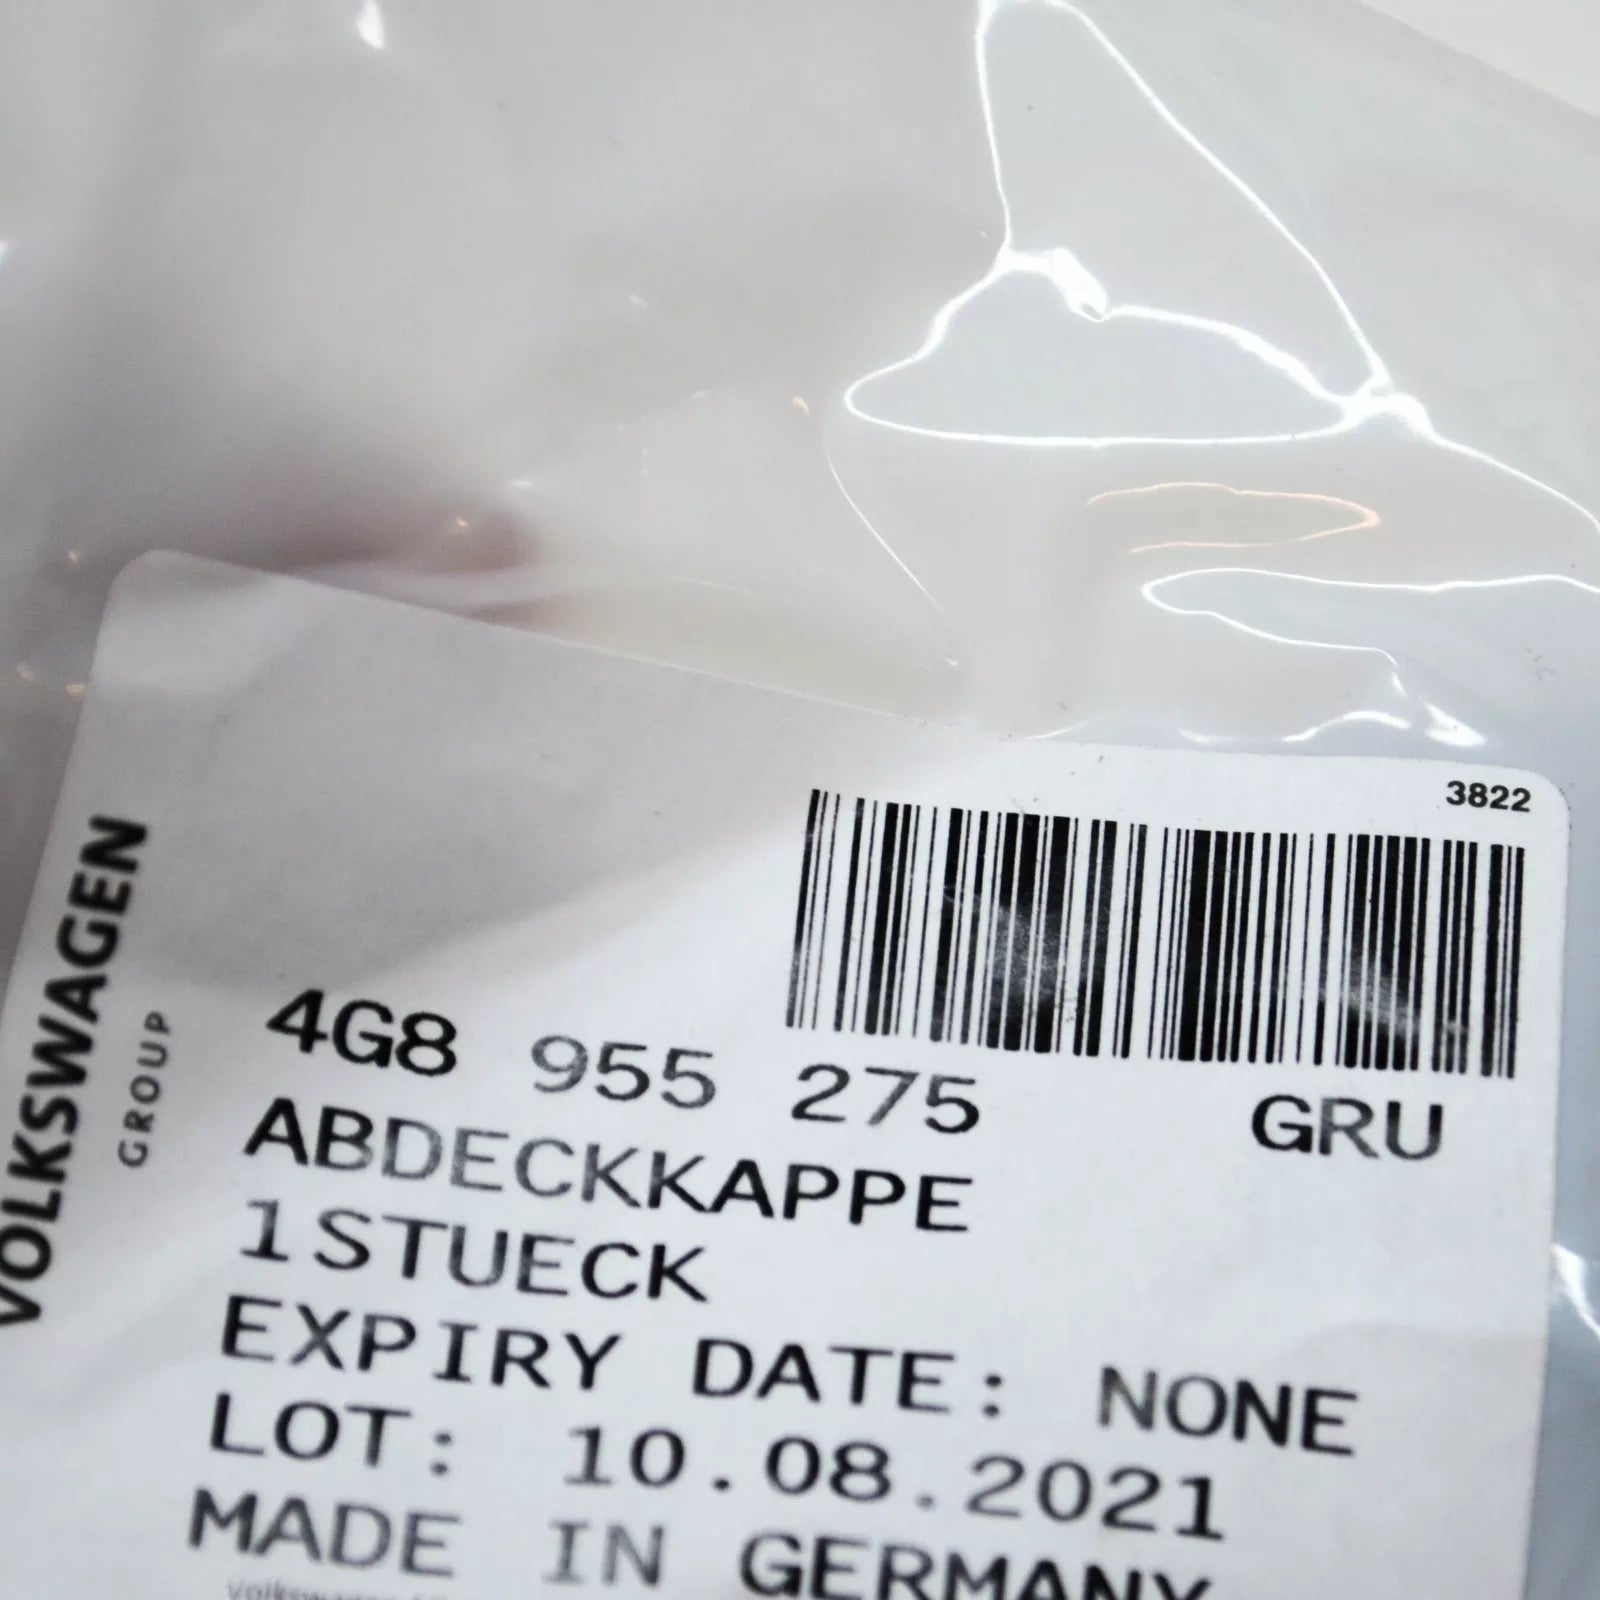 3822
VOLKSWAGEN
GROUP
4G8 955 275 GRU
ABDECKKAPPE
1STUECK
EXPIRY DATE: NONE
LOT: 10.08.2021
MADE IN GERMANY